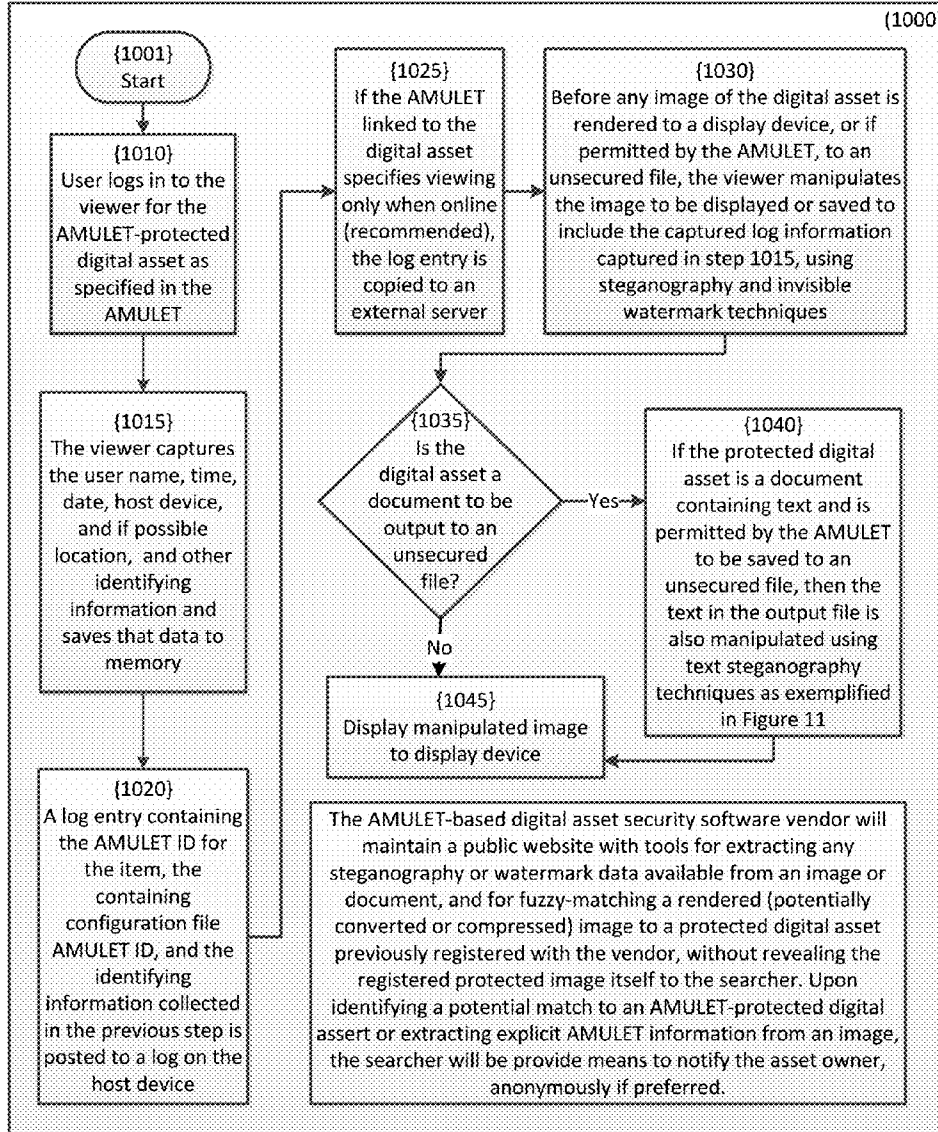 (1000
{1001}
Start
{1010}
User logs in to the
viewer for the
AMULET-protected
digital asset as
specified in the
AMULET
{1015}
The viewer captures
the user name, time,
date, host device,
and if possible
location, and other
identifying
information and
saves that data to
memory
{1020}
A log entry containing
the AMULET ID for
the item, the
containing
configuration file
AMULET ID, and the
identifying
information collected
in the previous step is
posted to a log on the
host device
{1025}
If the AMULET
linked to the
digital asset
specifies viewing
only when online
(recommended),
the log entry is
copied to an
external server
{1030}
Before any image of the digital asset is
rendered to a display device, or if
permitted by the AMULET, to an
unsecured file, the viewer manipulates
the image to be displayed or saved to
include the captured log information
captured in step 1015, using
steganography and invisible
watermark techniques
{1035}
Is the
digital asset a
document to be
output to an
unsecured
file?
Yes
No
{1040}
If the protected digital
asset is a document
containing text and is
permitted by the AMULET
to be saved to an
unsecured file, then the
text in the output file is
also manipulated using
text steganography
techniques as exemplified
in Figure 11
{1045}
Display manipulated image
to display device
The AMULET-based digital asset security software vendor will
maintain a public website with tools for extracting any
steganography or watermark data available from an image or
document, and for fuzzy-matching a rendered (potentially
converted or compressed) image to a protected digital asset
previously registered with the vendor, without revealing the
registered protected image itself to the searcher. Upon
identifying a potential match to an AMULET-protected digital
assert or extracting explicit AMULET information from an image,
the searcher will be provide means to notify the asset owner,
anonymously if preferred.